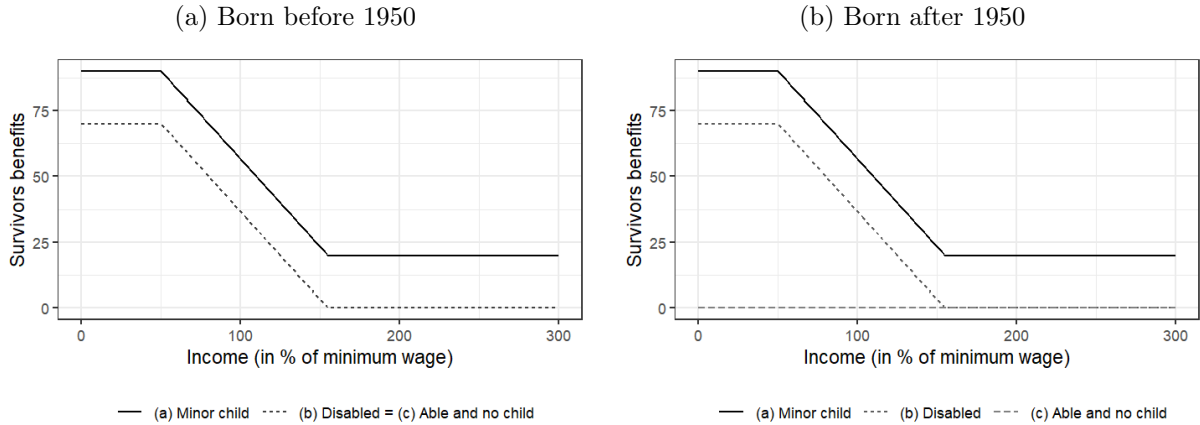 (a) Born before 1950
Survivors benefits
75
50
25
0
0 100 200 300
Income (in % of minimum wage)
(a) Minor child (b) Disabled = (c) Able and no child
(b) Born after 1950
Survivors benefits
75
50
25
0
0 100 200 300
Income (in % of minimum wage)
(a) Minor child (b) Disabled (c) Able and no child